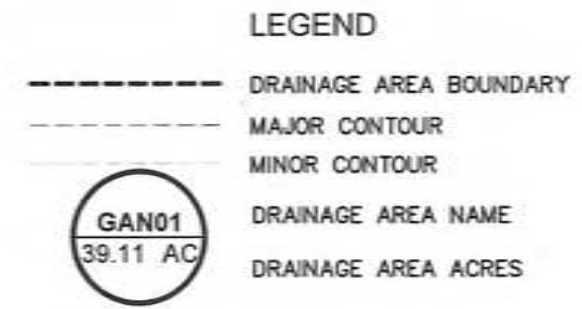 LEGEND
DRAINAGE AREA BOUNDARY
MAJOR CONTOUR
MINOR CONTOUR
GAN01
39.11 AC
DRAINAGE AREA NAME
DRAINAGE AREA ACRES